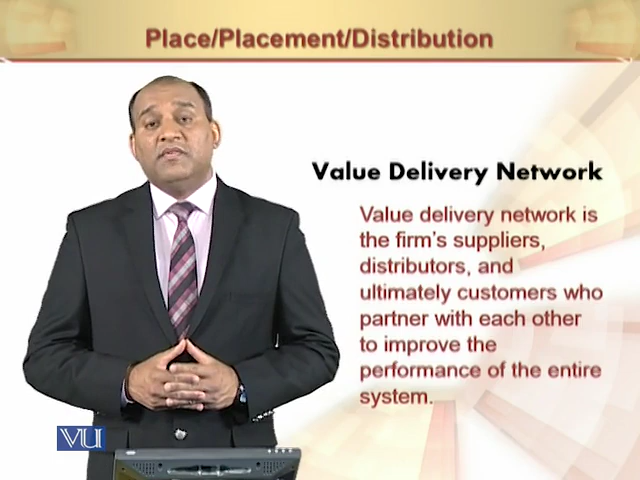 Place/Placement/Distribution
Value Delivery Network
Value delivery network is
the firm's suppliers,
distributors, and
ultimately customers who
partner with each other
to improve the
performance of the entire
system.
VU